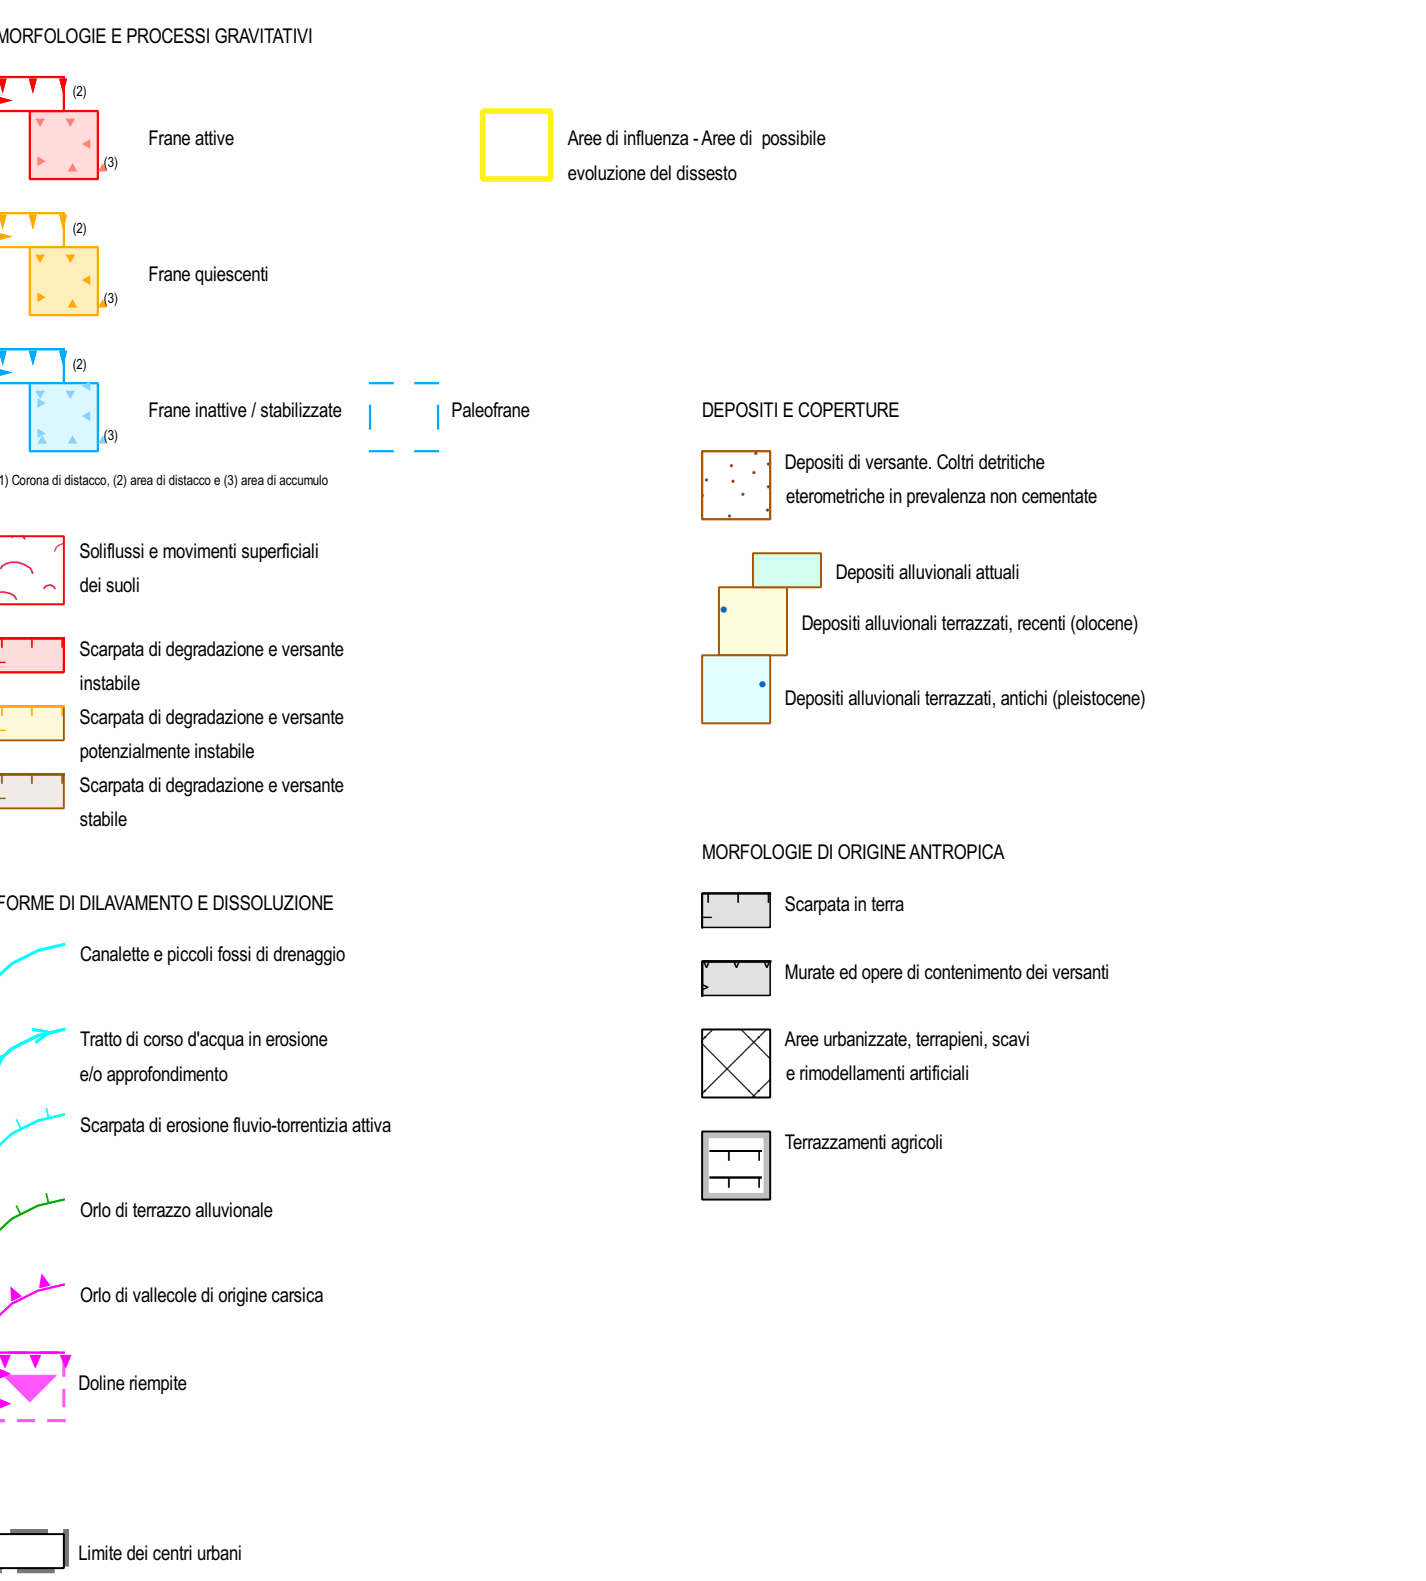 MORFOLOGIE E PROCESSI GRAVITATIVI
(2)
Frane attive
(3)
Aree di influenza - Aree di possibile
evoluzione del dissesto
(2)
Frane quiescenti
(3)
(2)
Frane inattive / stabilizzate
(3)
Paleofrane
1) Corona di distacco, (2) area di distacco e (3) area di accumulo
Soliflussi e movimenti superficiali
dei suoli
Scarpata di degradazione e versante
instabile
Scarpata di degradazione e versante
potenzialmente instabile
Scarpata di degradazione e versante
stabile
FORME DI DILAVAMENTO E DISSOLUZIONE
Canalette e piccoli fossi di drenaggio
Tratto di corso d'acqua in erosione
e/o approfondimento
Scarpata di erosione fluvio-torrentizia attiva
Orlo di terrazzo alluvionale
Orlo di vallecole di origine carsica
Doline riempite
Limite dei centri urbani
DEPOSITI E COPERTURE
Depositi di versante. Coltri detritiche
eterometriche in prevalenza non cementate
Depositi alluvionali attuali
Depositi alluvionali terrazzati, recenti (olocene)
Depositi alluvionali terrazzati, antichi (pleistocene)
MORFOLOGIE DI ORIGINE ANTROPICA
Scarpata in terra
Murate ed opere di contenimento dei versanti
Aree urbanizzate, terrapieni, scavi
e rimodellamenti artificiali
Terrazzamenti agricoli